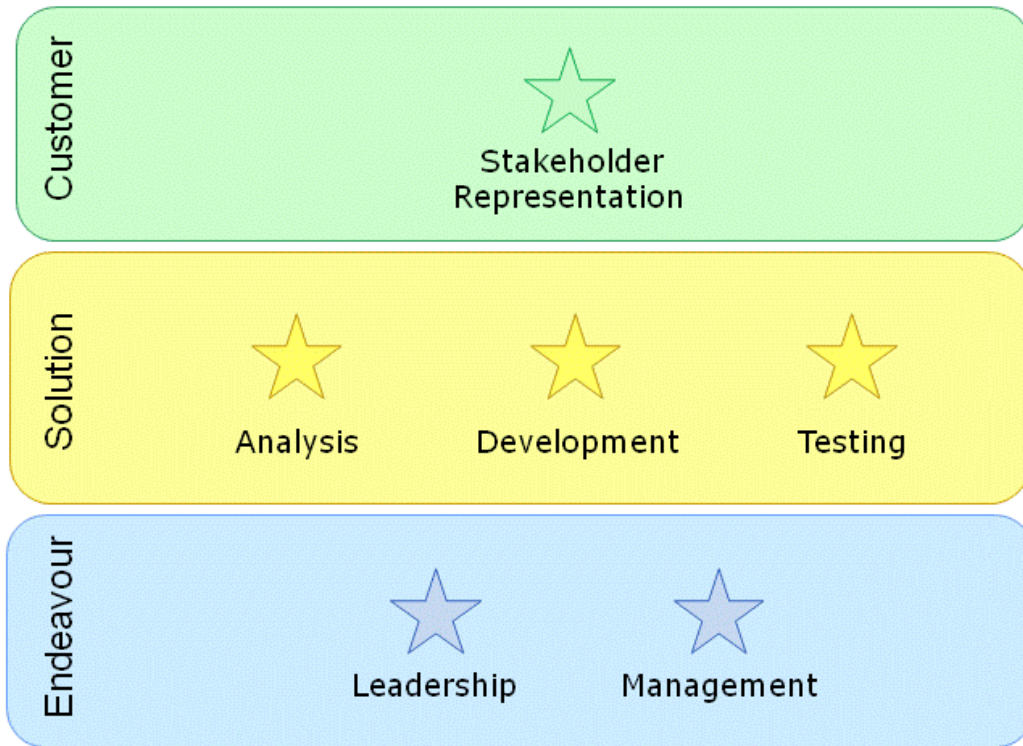 Customer
Stakeholder
Representation
Solution
Analysis
Development
Testing
Endeavour
Leadership
Management